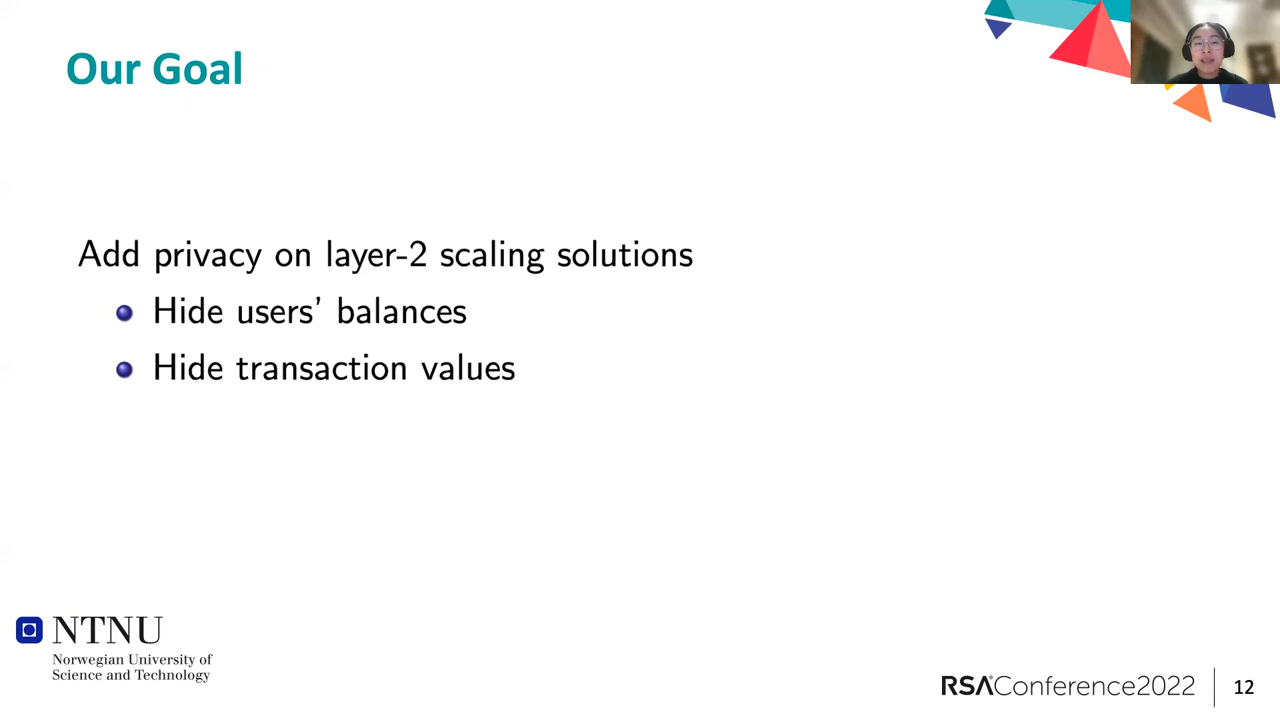 Our Goal
Add privacy on layer-2 scaling solutions
Hide users’ balances
Hide transaction values
NTNU
Norwegian University of
Science and Technology
RSAConference2022
12